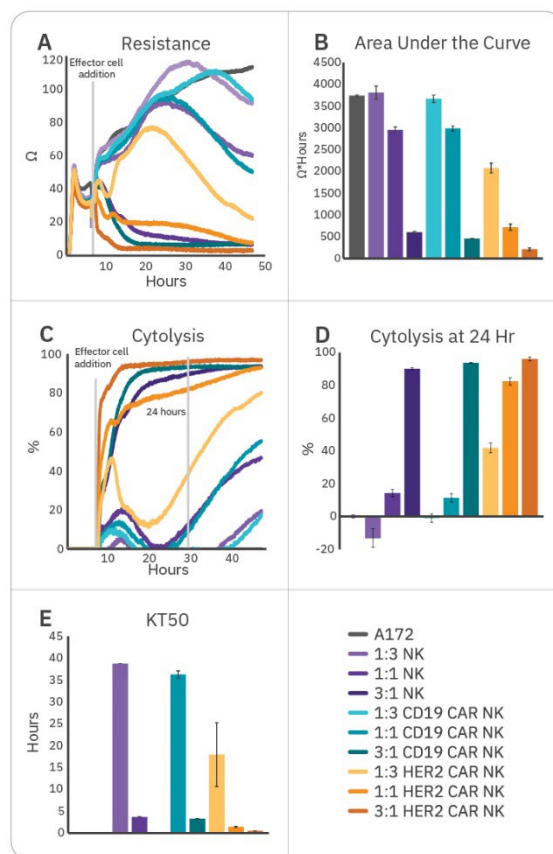 A
Resistance
Effector cell
addition
120
100
80
60
40
20
0
Ω
10
20
30
40
50
Hours
B
Area Under the Curve
4500
4000
3500
3000
2500
2000
1500
1000
500
0
Ω*Hours
C
Cytolysis
Effector cell
addition
24 hours
100
80
60
40
20
0
%
10
20
30
40
50
Hours
D
Cytolysis at 24 Hr
100
80
60
40
20
0
-20
%
E
KT50
45
40
35
30
25
20
15
10
5
0
Hours
A172
1:3 NK
1:1 NK
3:1 NK
1:3 CD19 CAR NK
1:1 CD19 CAR NK
3:1 CD19 CAR NK
1:3 HER2 CAR NK
1:1 HER2 CAR NK
3:1 HER2 CAR NK